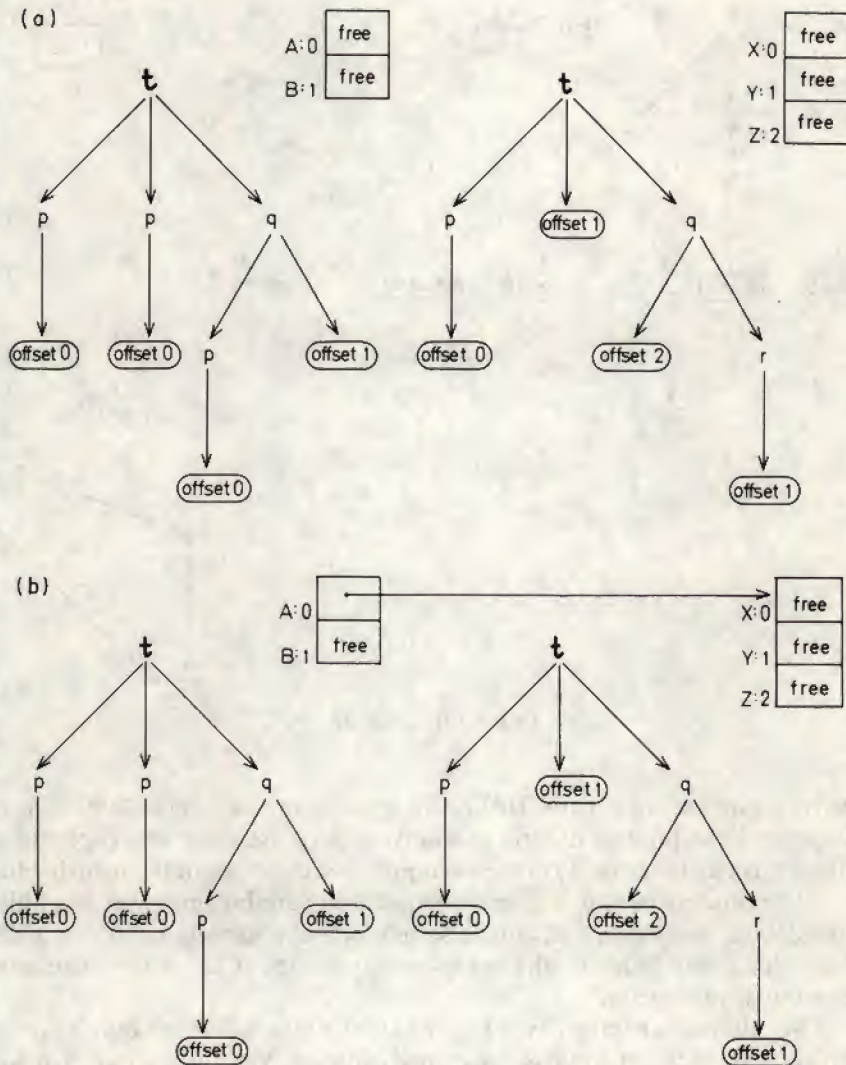 (a)
A:0 free
B:1 free
X:0 free
Y:1 free
Z:2 free
t
t
p p q
p offset 1 q
offset 0 offset 0 p offset 1
offset 0 offset 2 r
offset 0
offset 1
(b)
A:0
B:1 free
X:0 free
Y:1 free
Z:2 free
t
t
p p q
p offset 1 q
offset 0 offset 0 p offset 1
offset 0 offset 2 r
offset 0
offset 1